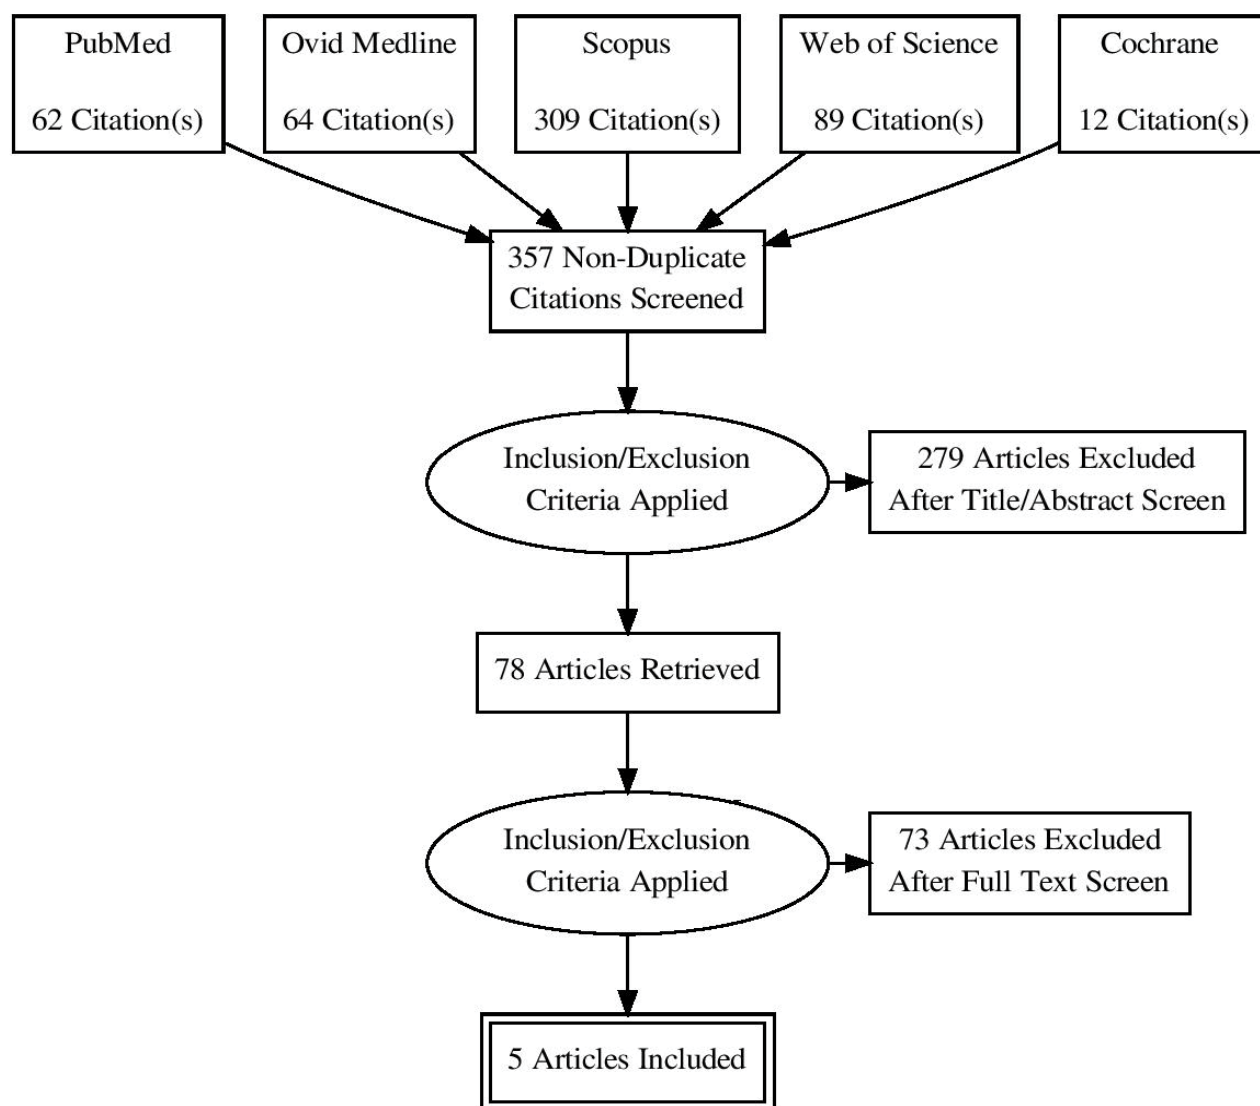 PubMed
62 Citation(s)
Ovid Medline
64 Citation(s)
Scopus
309 Citation(s)
Web of Science
89 Citation(s)
Cochrane
12 Citation(s)
357 Non-Duplicate
Citations Screened
Inclusion/Exclusion
Criteria Applied
279 Articles Excluded
After Title/Abstract Screen
78 Articles Retrieved
Inclusion/Exclusion
Criteria Applied
73 Articles Excluded
After Full Text Screen
5 Articles Included